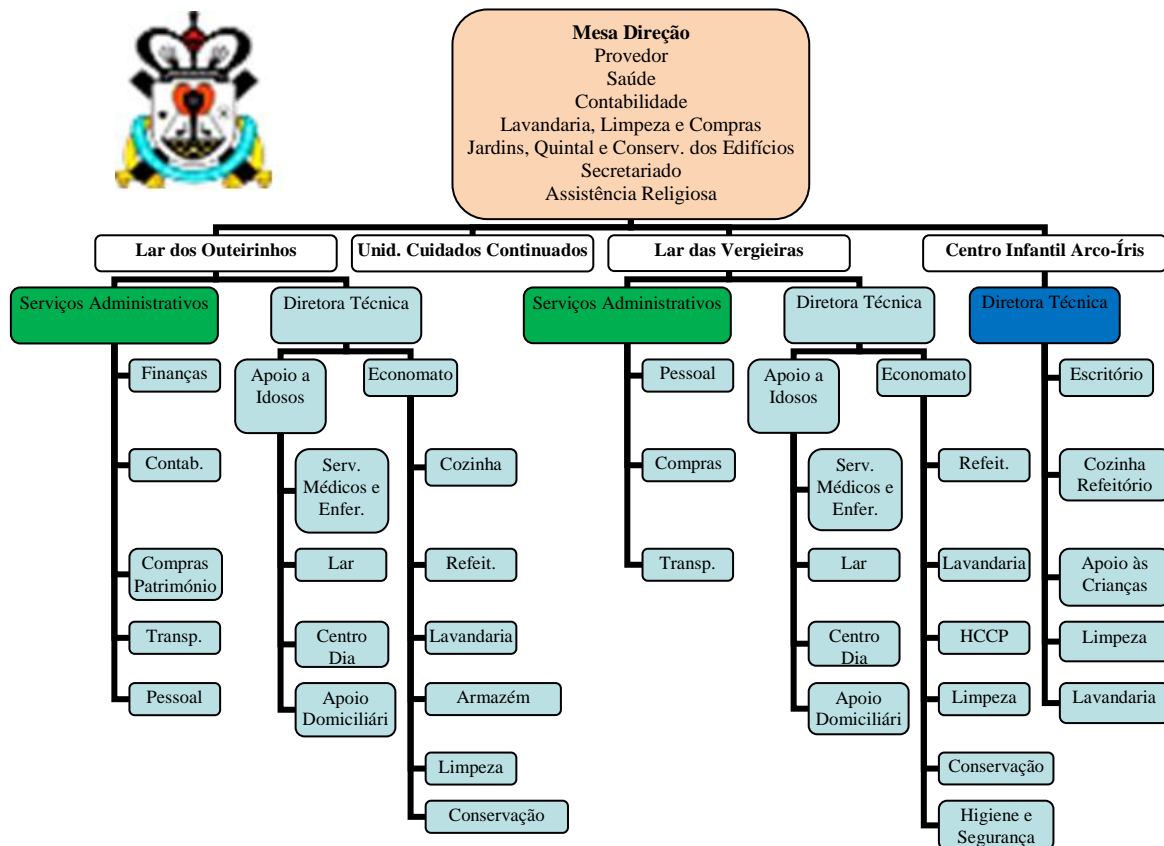 Mesa Direção
Provedor
Saúde
Contabilidade
Lavandaria, Limpeza e Compras
Jardins, Quintal e Conserv. dos Edifícios
Secretariado
Assistência Religiosa
Lar dos Outeirinhos
Unid. Cuidados Continuados
Lar das Vergieiras
Centro Infantil Arco-Íris
Serviços Administrativos
Finanças
Contab.
Compras
Património
Transp.
Pessoal
Diretora Técnica
Apoio a
Idosos
Serv.
Médicos e
Enfer.
Lar
Centro
Dia
Apoio
Domiciliári
Economato
Cozinha
Refeit.
Lavandaria
Armazém
Limpeza
Conservação
Serviços Administrativos
Pessoal
Compras
Transp.
Diretora Técnica
Apoio a
Idosos
Serv.
Médicos e
Enfer.
Lar
Centro
Dia
Apoio
Domiciliári
Economato
Refeit.
Lavandaria
HCCP
Limpeza
Conservação
Higiene e
Segurança
Diretora Técnica
Escritório
Cozinha
Refeitório
Apoio às
Crianças
Limpeza
Lavandaria